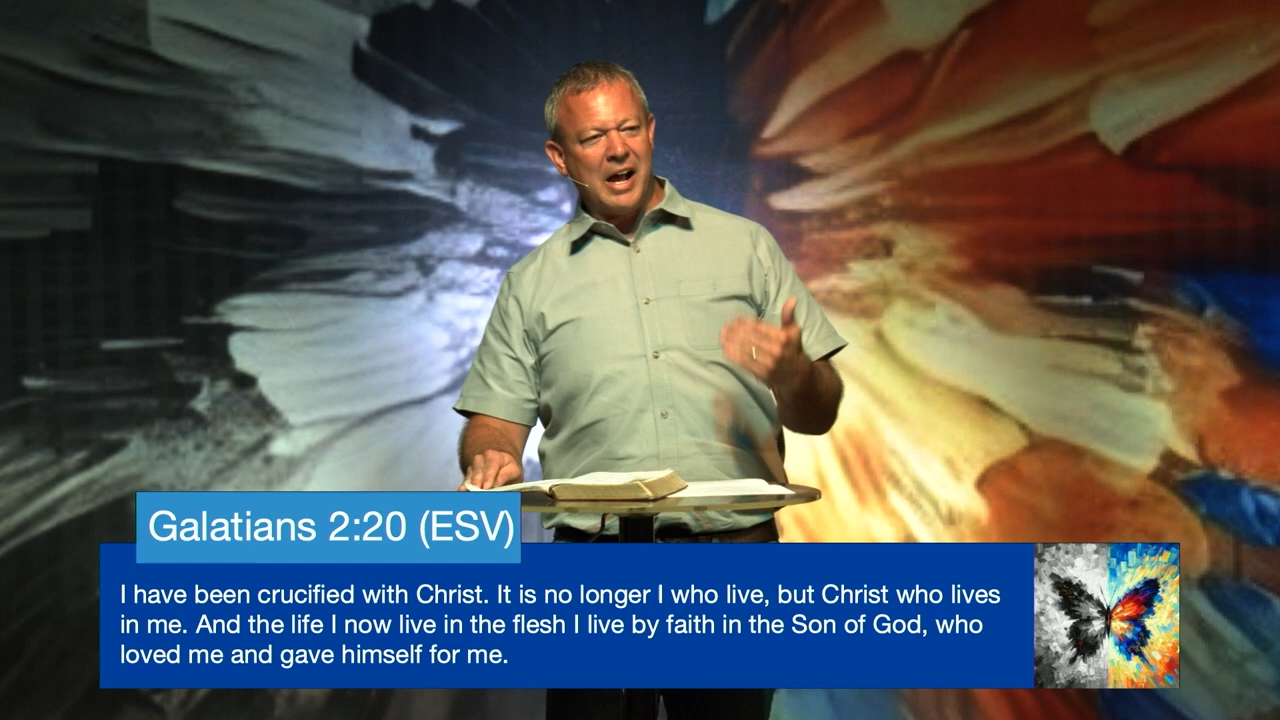 Galatians 2:20 (ESV)
I have been crucified with Christ. It is no longer I who live, but Christ who lives
in me. And the life I now live in the flesh I live by faith in the Son of God, who
loved me and gave himself for me.